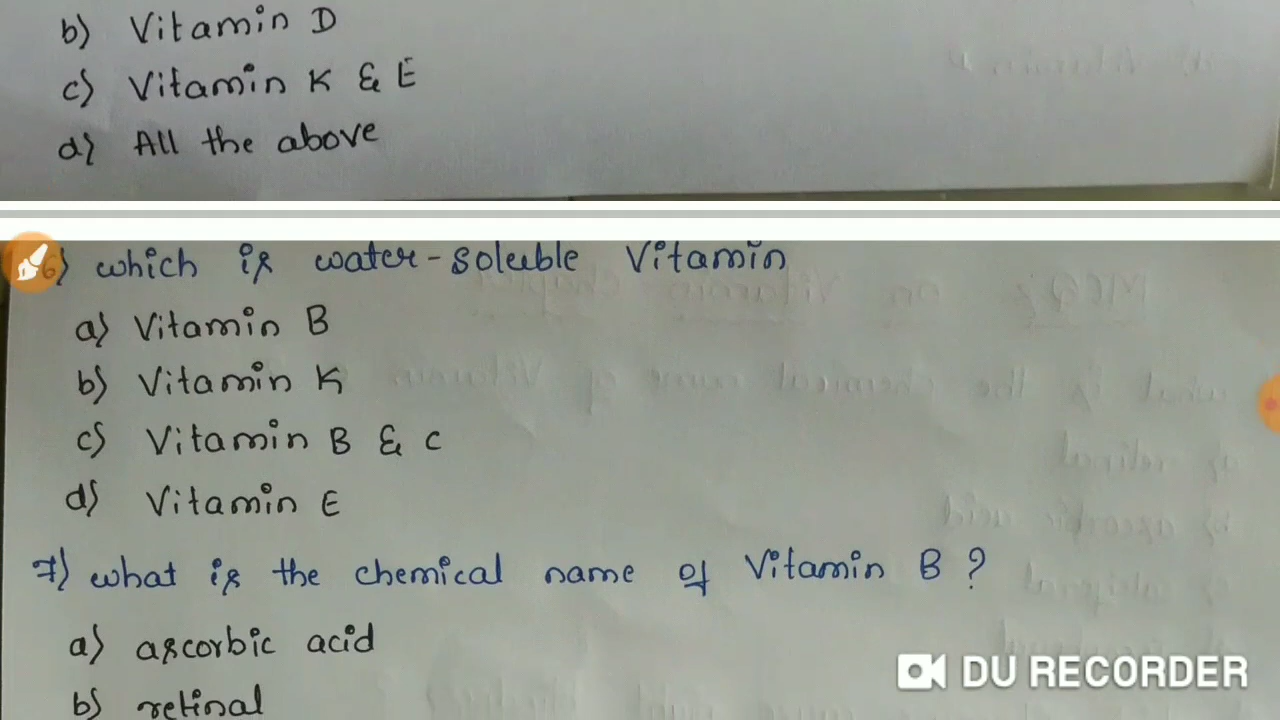 b) Vitamin D
c) Vitamin K & E
d) All the above
6) which is water-soluble Vitamin
a) Vitamin B
b) Vitamin K
c) Vitamin B & C
d) Vitamin E
7) what is the chemical name of Vitamin B ?
a) ascorbic acid
b) retinal
DU RECORDER